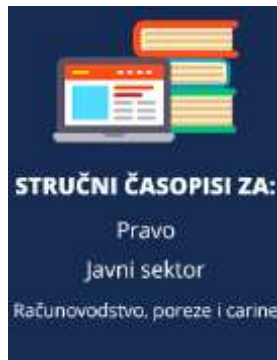 STRUČNI ČASOPISI ZA:
Pravo
Javni sektor
Računovodstvo, poreze i carine